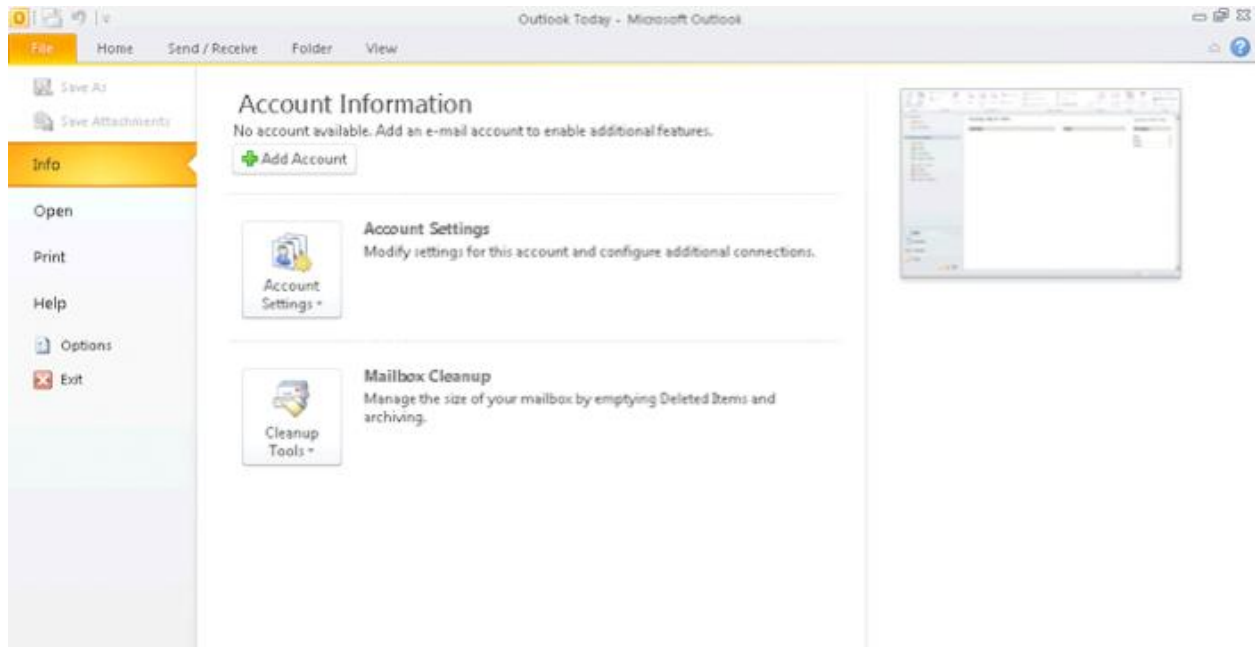 Outlook Today - Microsoft Outlook
File Home Send / Receive Folder View
Save As
Save Attachments
Info
Open
Print
Help
Options
Exit
Account Information
No account available. Add an e-mail account to enable additional features.
Add Account
Account Settings
Modify settings for this account and configure additional connections.
Account
Settings
Mailbox Cleanup
Manage the size of your mailbox by emptying Deleted Items and
archiving.
Cleanup
Tools